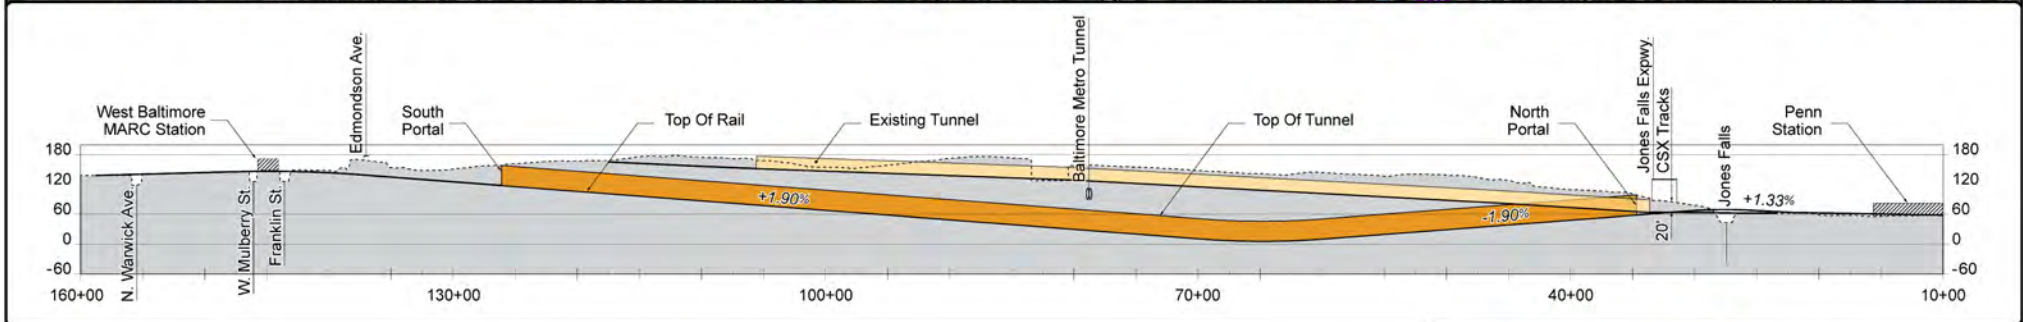 West Baltimore
MARC Station
Edmondson Ave.
South
Portal
Top Of Rail
Existing Tunnel
Baltimore Metro Tunnel
Top Of Tunnel
North
Portal
Jones Falls Expwy.
CSX Tracks
Jones Falls
Penn
Station
180
120
60
0
-60
N. Warwick Ave.
W. Mulberry St.
Franklin St.
+1.90%
-1.90%
20'
+1.33%
180
120
60
0
-60
160+00
130+00
100+00
70+00
40+00
10+00